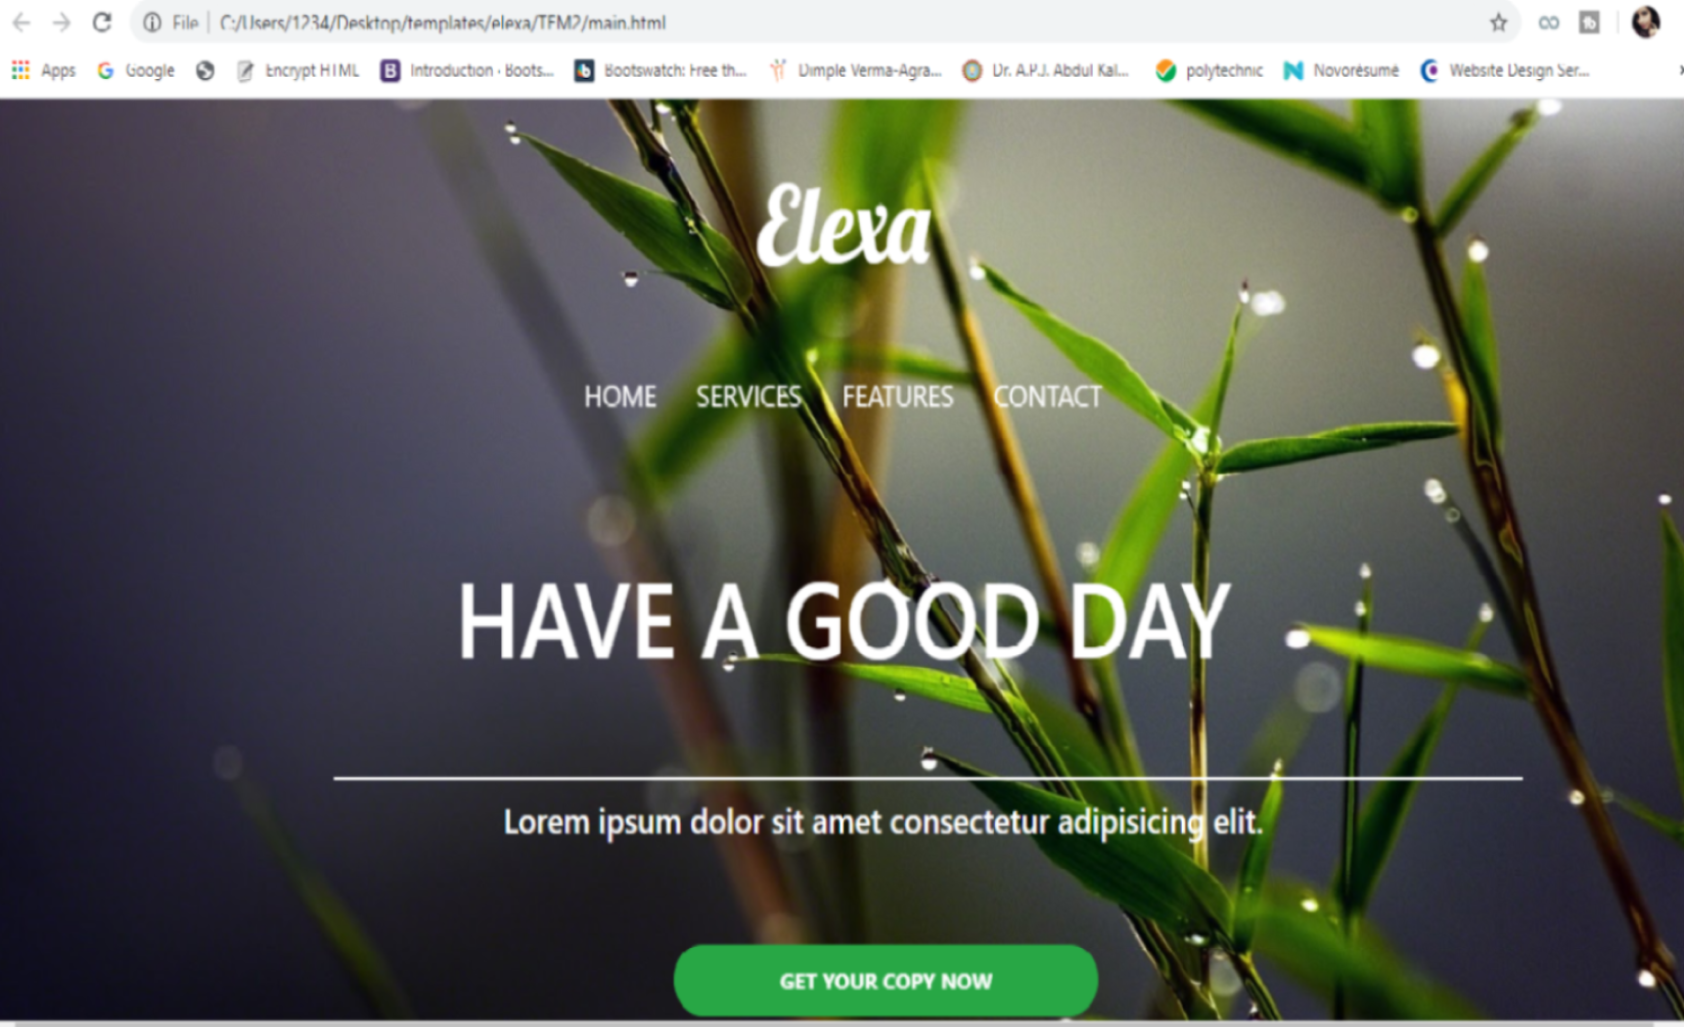 File | C:/Users/1234/Desktop/templates/elexa/TEM2/main.html
Apps Google Encrypt HTML Introduction · Boots... Bootswatch: Free th... Dimple Verma-Agra... Dr. A.P.J. Abdul Kal... polytechnic Novorésumé Website Design Ser...
Elexa
HOME SERVICES FEATURES CONTACT
HAVE A GOOD DAY
Lorem ipsum dolor sit amet consectetur adipisicing elit.
GET YOUR COPY NOW